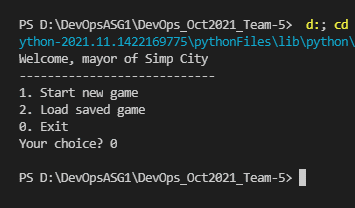 PS D:\DevOpsASG1\DevOps_Oct2021_Team-5>  d:; cd
ython-2021.11.1422169775\pythonFiles\lib\python\
Welcome, mayor of Simp City
----------------------------
1. Start new game
2. Load saved game
0. Exit
Your choice? 0
PS D:\DevOpsASG1\DevOps_Oct2021_Team-5>